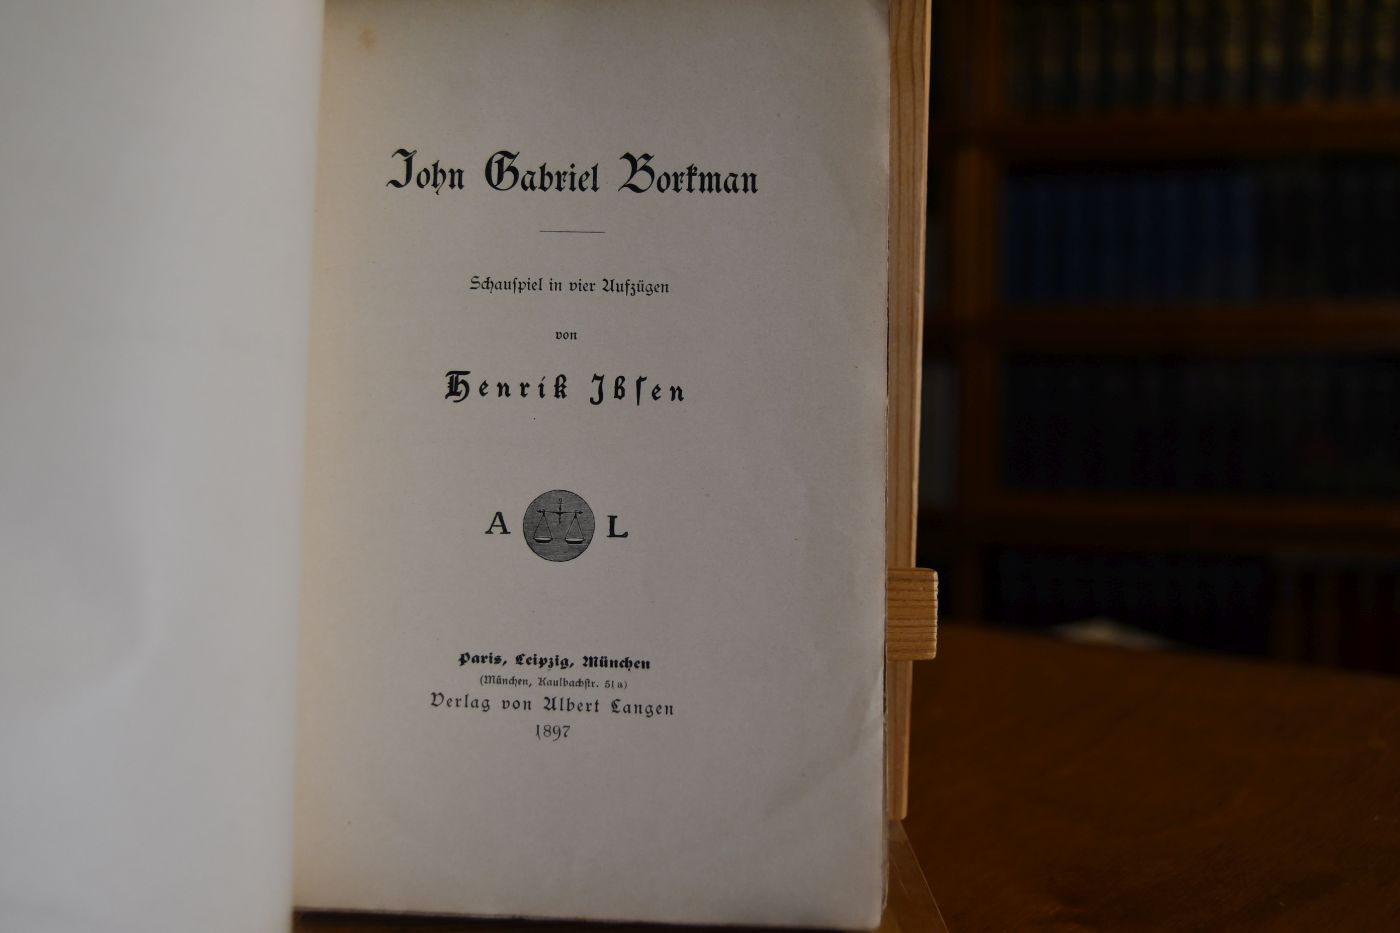 John Gabriel Borkman
Schauſpiel in vier Aufzügen
von
Henrik Ibſen
A L
Paris, Leipzig, München
(München, Kaulbachſtr. 51a)
Verlag von Albert Langen
1897